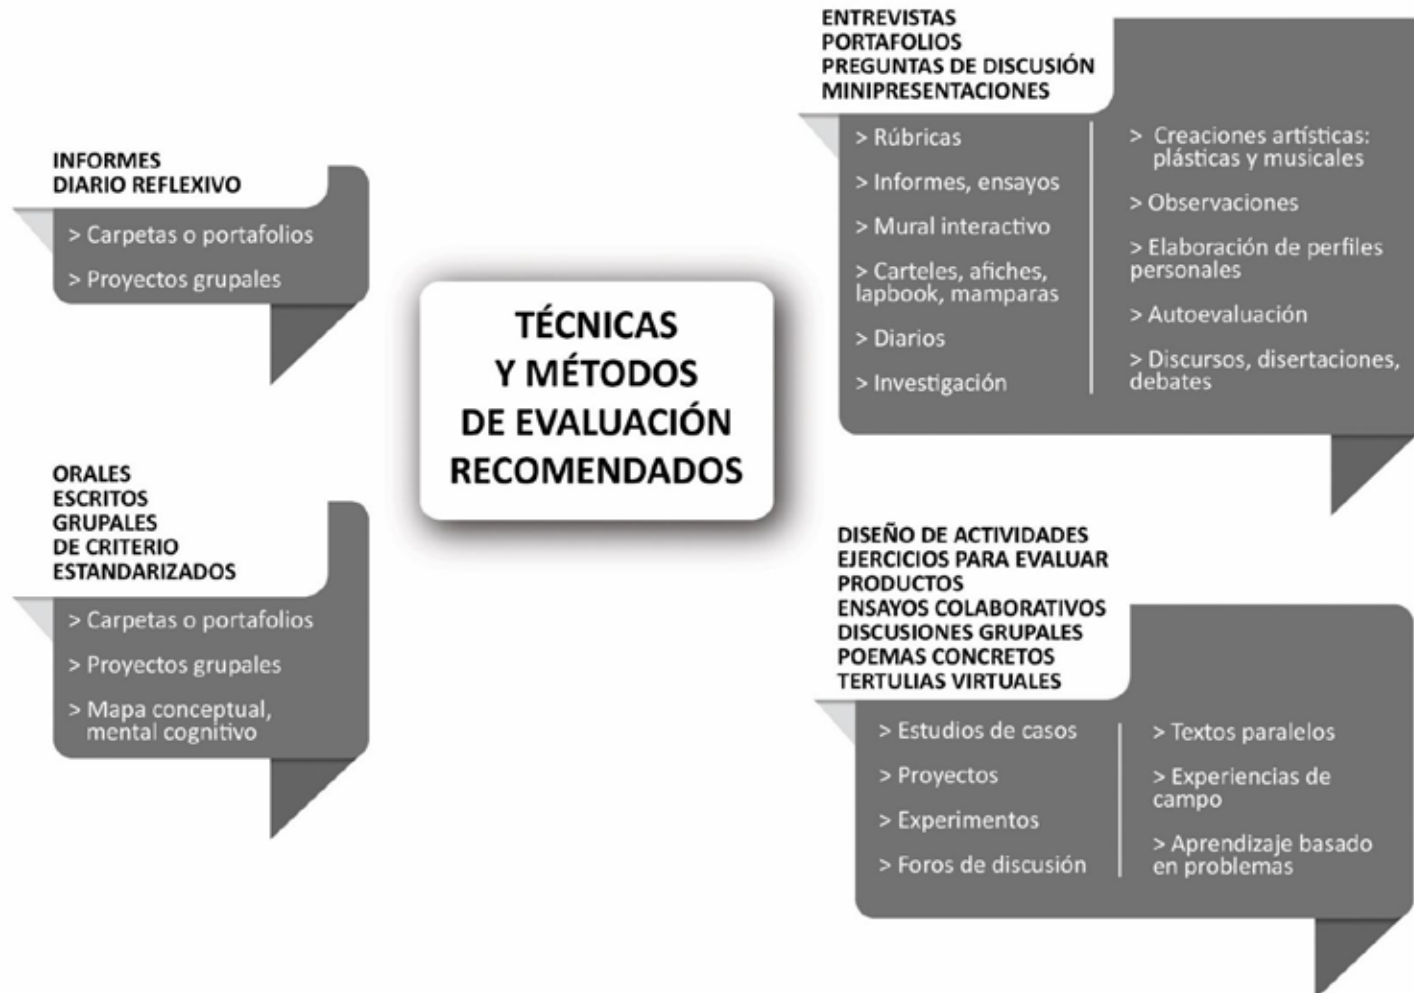 INFORMES
DIARIO REFLEXIVO
> Carpetas o portafolios
> Proyectos grupales
ORALES
ESCRITOS
GRUPALES
DE CRITERIO
ESTANDARIZADOS
> Carpetas o portafolios
> Proyectos grupales
> Mapa conceptual,
mental cognitivo
TÉCNICAS
Y MÉTODOS
DE EVALUACIÓN
RECOMENDADOS
ENTREVISTAS
PORTAFOLIOS
PREGUNTAS DE DISCUSIÓN
MINIPRESENTACIONES
> Rúbricas
> Informes, ensayos
> Mural interactivo
> Carteles, afiches,
lapbook, mamparas
> Diarios
> Investigación
> Creaciones artísticas:
plásticas y musicales
> Observaciones
> Elaboración de perfiles
personales
> Autoevaluación
> Discursos, disertaciones,
debates
DISEÑO DE ACTIVIDADES
EJERCICIOS PARA EVALUAR
PRODUCTOS
ENSAYOS COLABORATIVOS
DISCUSIONES GRUPALES
POEMAS CONCRETOS
TERTULIAS VIRTUALES
> Estudios de casos
> Proyectos
> Experimentos
> Foros de discusión
> Textos paralelos
> Experiencias de
campo
> Aprendizaje basado
en problemas